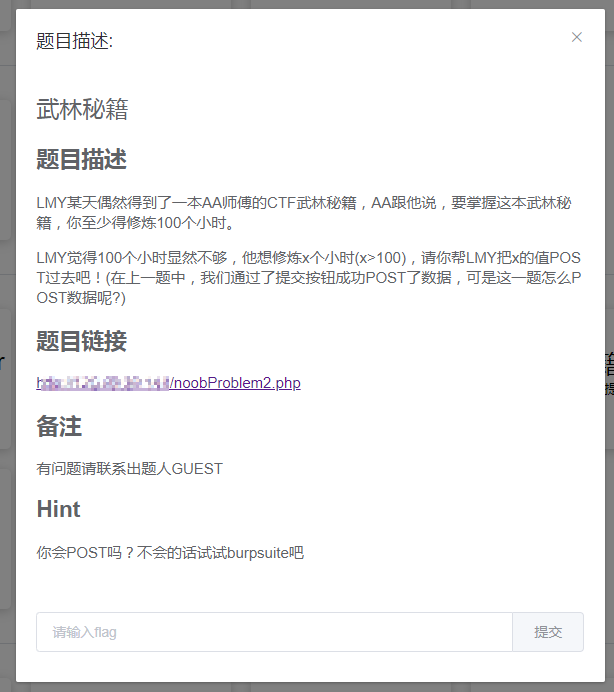 题目描述:
武林秘籍
题目描述
LMY某天偶然得到了一本AA师傅的CTF武林秘籍，AA跟他说，要掌握这本武林秘
籍，你至少得修炼100个小时。
LMY觉得100个小时显然不够，他想修炼x个小时(x>100)，请你帮LMY把x的值POS
T过去吧！(在上一题中，我们通过了提交按钮成功POST了数据，可是这一题怎么P
OST数据呢?)
题目链接
/noobProblem2.php
备注
有问题请联系出题人GUEST
Hint
你会POST吗？不会的话试试burpsuite吧
请输入flag
提交